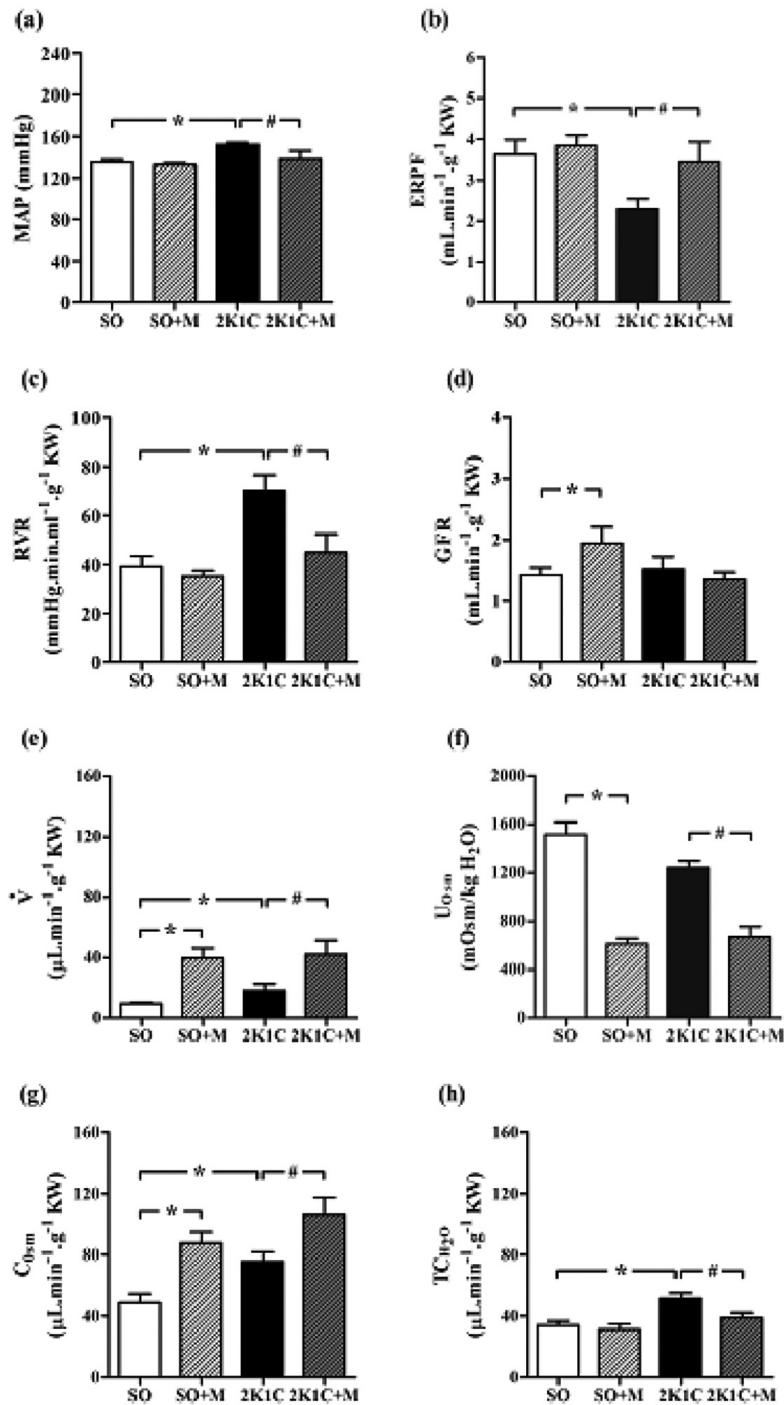 (a)
MAP (mmHg)
240
200
160
120
80
40
0
* #
SO SO+M 2K1C 2K1C+M
(b)
ERPF
(mL.min⁻¹.g⁻¹ KW)
6
5
4
3
2
1
0
* #
SO SO+M 2K1C 2K1C+M
(c)
RVR
(mmHg.min.ml⁻¹.g⁻¹ KW)
100
80
60
40
20
0
* #
SO SO+M 2K1C 2K1C+M
(d)
GFR
(mL.min⁻¹.g⁻¹ KW)
4
3
2
1
0
*
SO SO+M 2K1C 2K1C+M
(e)
V̇
(µL.min⁻¹.g⁻¹ KW)
160
120
80
40
0
* #
*
SO SO+M 2K1C 2K1C+M
(f)
U₀sm
(mOsm/kg H₂O)
2000
1600
1200
800
400
0
*
#
SO SO+M 2K1C 2K1C+M
(g)
C₀sm
(µL.min⁻¹.g⁻¹ KW)
160
120
80
40
0
* #
*
SO SO+M 2K1C 2K1C+M
(h)
TCH₂O
(µL.min⁻¹.g⁻¹ KW)
160
120
80
40
0
* #
SO SO+M 2K1C 2K1C+M